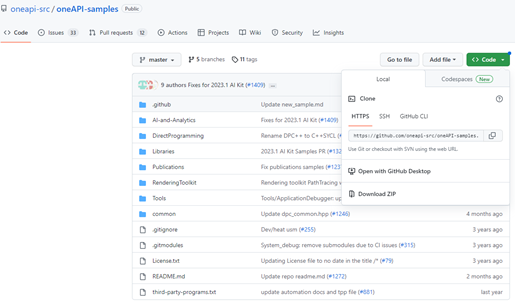 oneapi-src / oneAPI-samples Public
Code Issues 33 Pull requests 12 Actions Projects Wiki Security Insights
master 5 branches 11 tags Go to file Add file Code
9 authors Fixes for 2023.1 AI Kit (#1409) ...
Local Codespaces New
Clone
HTTPS SSH GitHub CLI
https://github.com/oneapi-src/oneAPI-samples.
Use Git or checkout with SVN using the web URL.
Open with GitHub Desktop
Download ZIP
.github Update new_sample.md
AI-and-Analytics Fixes for 2023.1 AI Kit (#1409)
DirectProgramming Rename DPC++ to C++SYCL
Libraries 2023.1 AI Kit Samples PR
Publications Fix publications samples
RenderingToolkit Rendering toolkit PathTracing
Tools Tools/ApplicationDebugger:
common Update dpc_common.hpp (#1246) 4 months ago
.gitignore Dev/heat usm (#255) 3 years ago
.gitmodules System_debug: remove submodules due to CI issues (#315) 3 years ago
License.txt Updating License file to no date in the title /* (#79) 3 years ago
README.md Update repo readme.md (#1272) 2 months ago
third-party-programs.txt update automation docs and tpp file (#881) last year